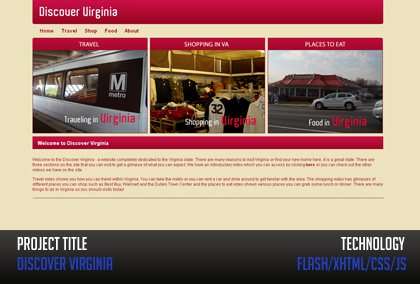 Discover Virginia
Home Travel Shop Food About
TRAVEL
SHOPPING IN VA
PLACES TO EAT
M
metro
32
Traveling in Virginia
Shopping in Virginia
Food in Virginia
Welcome to Discover Virginia
Welcome to the Discover Virginia - a website completely dedicated to the Virginia state. There are many reasons to visit Virginia or find your new home here. It is a great state. There are
three sections on the site that you can visit to get a glimpse of what you can expect. We have an introductory video which you can access by clicking here or you can check out the other
videos we have on the site.
Travel video shows you how you can travel within Virginia. You can take the metro or you can rent a car and drive around to get familiar with the area. The shopping video has glimpses of
different places you can shop such as Best Buy, Walmart and the Dulles Town Center and the places to eat video shows various places you can grab some lunch or dinner. There are many
things to do in Virginia so you should visit today!
PROJECT TITLE
DISCOVER VIRGINIA
TECHNOLOGY
FLASH/XHTML/CSS/JS